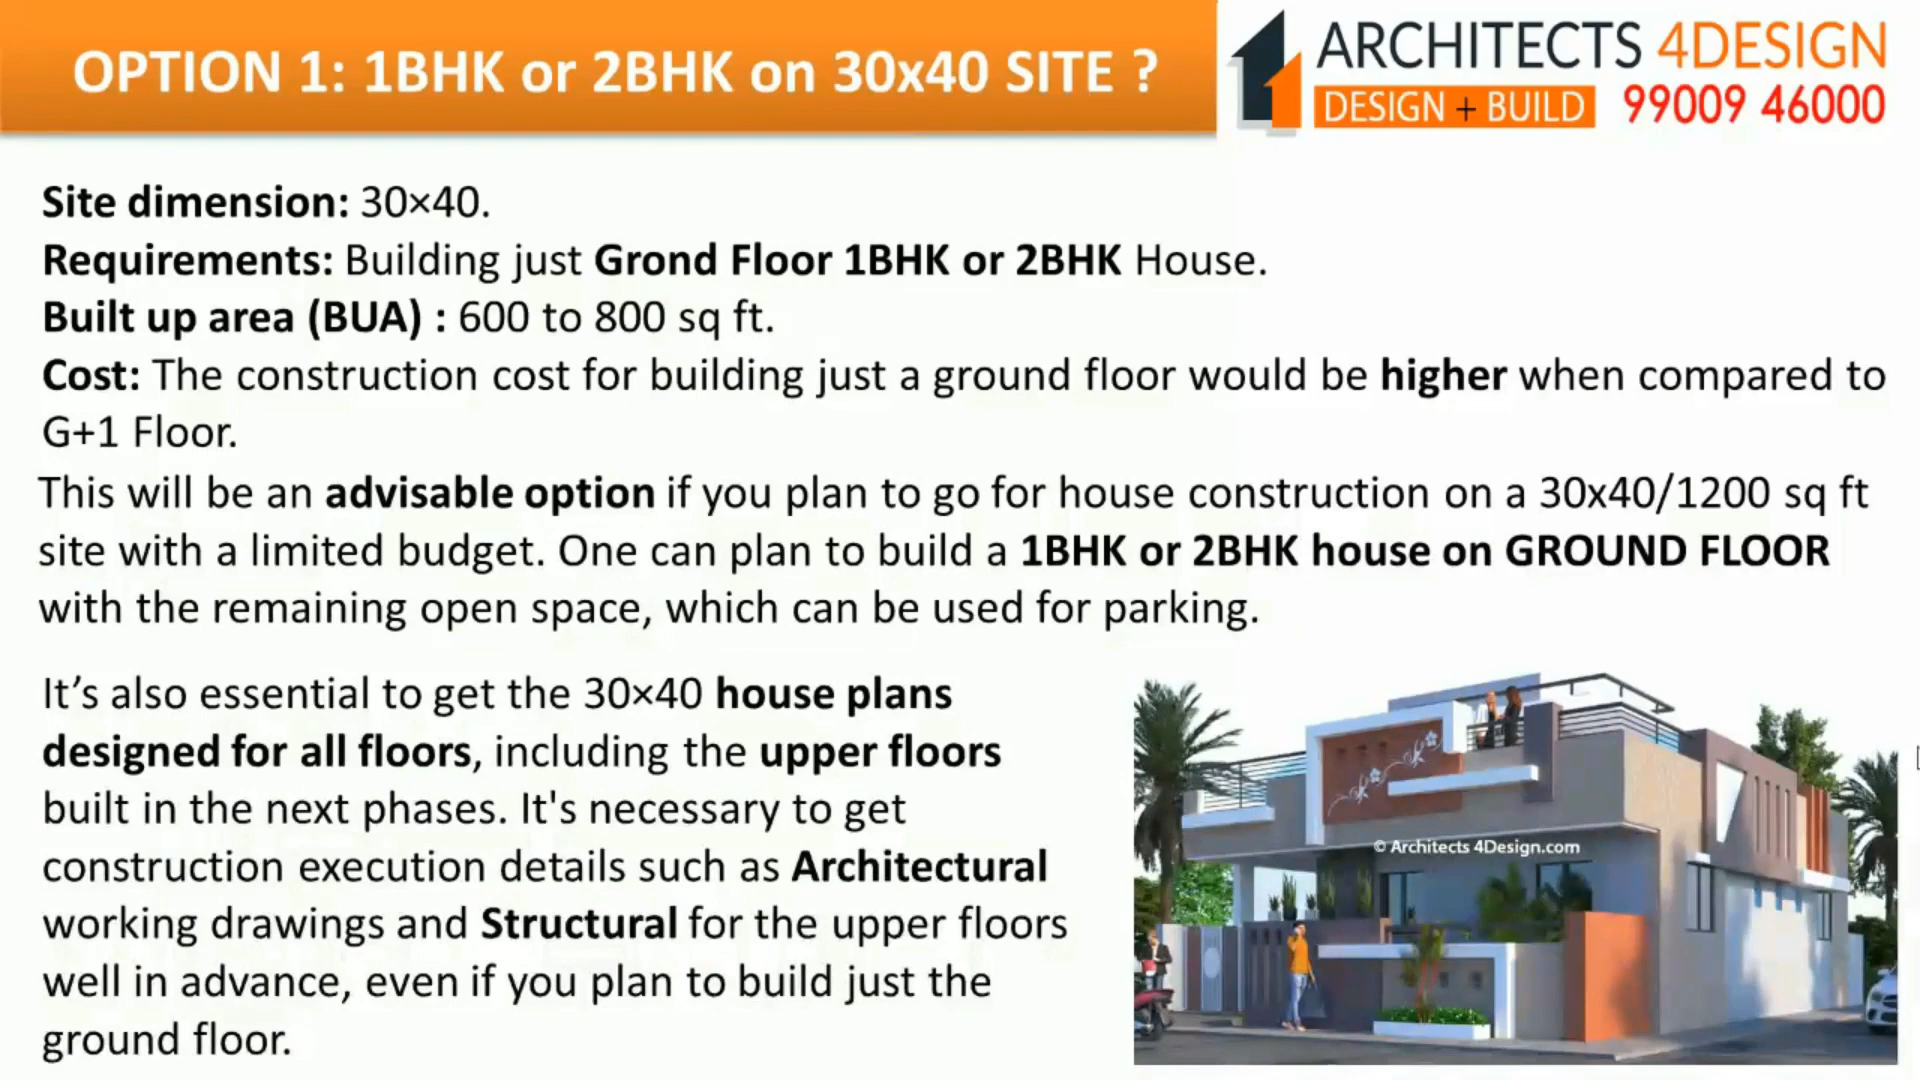 OPTION 1: 1BHK or 2BHK on 30x40 SITE ?
ARCHITECTS 4DESIGN
DESIGN + BUILD 99009 46000
Site dimension: 30×40.
Requirements: Building just Grond Floor 1BHK or 2BHK House.
Built up area (BUA) : 600 to 800 sq ft.
Cost: The construction cost for building just a ground floor would be higher when compared to
G+1 Floor.
This will be an advisable option if you plan to go for house construction on a 30x40/1200 sq ft
site with a limited budget. One can plan to build a 1BHK or 2BHK house on GROUND FLOOR
with the remaining open space, which can be used for parking.
It’s also essential to get the 30×40 house plans
designed for all floors, including the upper floors
built in the next phases. It's necessary to get
construction execution details such as Architectural
working drawings and Structural for the upper floors
well in advance, even if you plan to build just the
ground floor.
© Architects 4Design.com